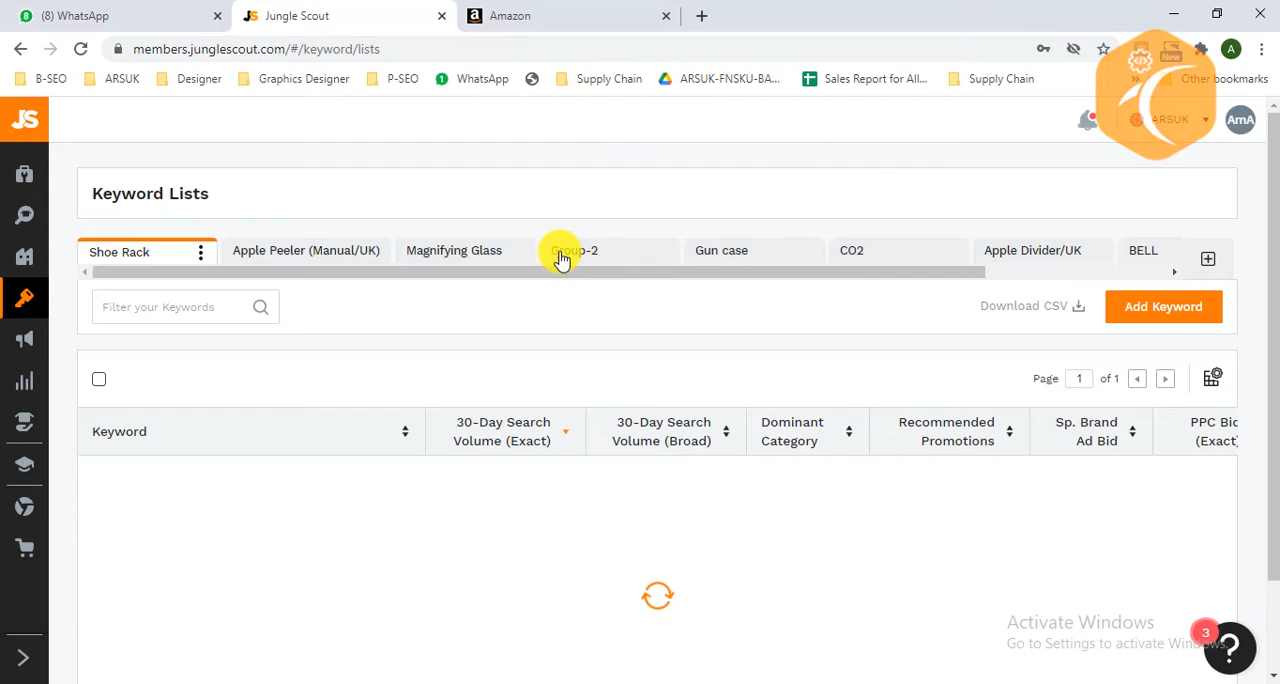 8 (8) WhatsApp
JS Jungle Scout
a Amazon
members.junglescout.com/#/keyword/lists
A
B-SEO ARSUK Designer Graphics Designer P-SEO 1 WhatsApp Supply Chain ARSUK-FNSKU-BA... Sales Report for All... Supply Chain » Other bookmarks
New
JS
ARSUK AmA
Keyword Lists
Shoe Rack Apple Peeler (Manual/UK) Magnifying Glass Group-2 Gun case CO2 Apple Divider/UK BELL
Filter your Keywords Download CSV Add Keyword
Page 1 of 1
Keyword
30-Day Search
Volume (Exact)
30-Day Search
Volume (Broad)
Dominant
Category
Recommended
Promotions
Sp. Brand
Ad Bid
PPC Bid
(Exact)
Activate Windows
Go to Settings to activate Windows.
3
?